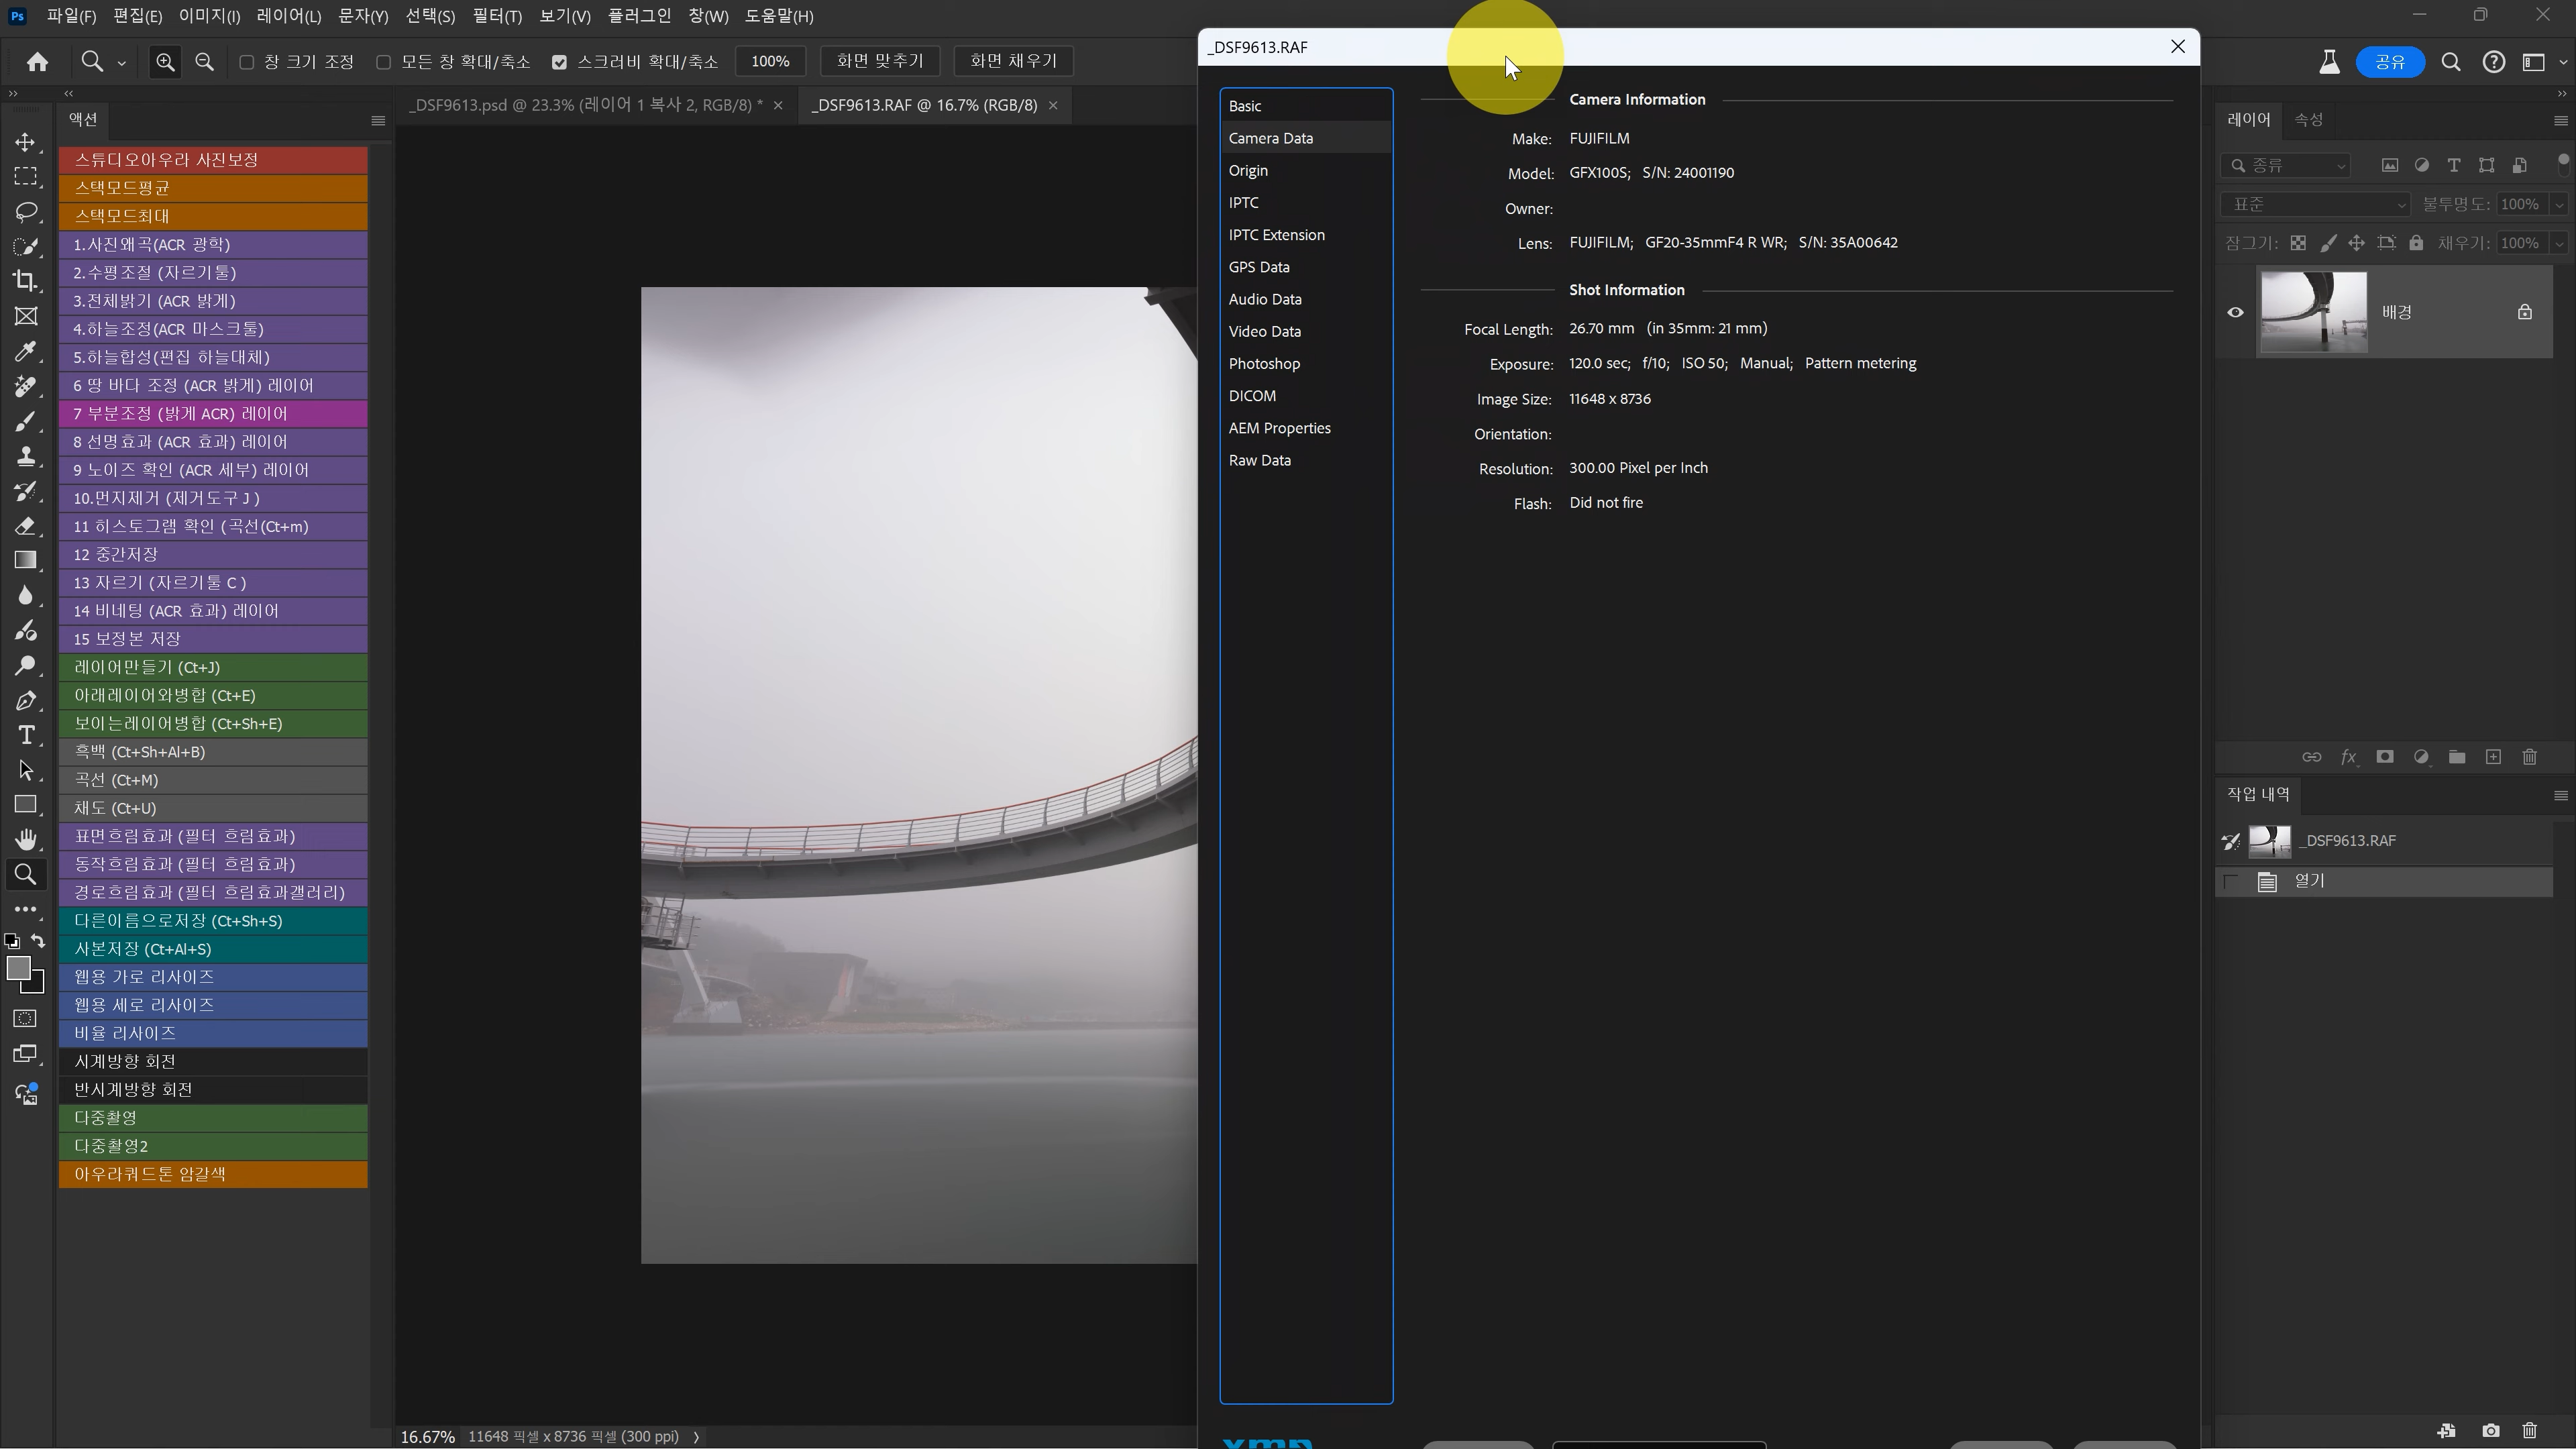 Ps 파일(F) 편집(E) 이미지(I) 레이어(L) 문자(Y) 선택(S) 필터(T) 보기(V) 플러그인 창(W) 도움말(H)
창 크기 조정 모든 창 확대/축소 스크러비 확대/축소 100% 화면 맞추기 화면 채우기
공유
_DSF9613.psd @ 23.3% (레이어 1 복사 2, RGB/8) *
_DSF9613.RAF @ 16.7% (RGB/8)
액션
스튜디오아우라 사진보정
스택모드평균
스택모드최대
1.사진왜곡(ACR 광학)
2.수평조절 (자르기툴)
3.전체밝기 (ACR 밝게)
4.하늘조정(ACR 마스크툴)
5.하늘합성(편집 하늘대체)
6 땅 바다 조정 (ACR 밝게) 레이어
7 부분조정 (밝게 ACR) 레이어
8 선명효과 (ACR 효과) 레이어
9 노이즈 확인 (ACR 세부) 레이어
10.먼지제거 (제거도구 J )
11 히스토그램 확인 (곡선(Ct+m)
12 중간저장
13 자르기 (자르기툴 C )
14 비네팅 (ACR 효과) 레이어
15 보정본 저장
레이어만들기 (Ct+J)
아래레이어와병합 (Ct+E)
보이는레이어병합 (Ct+Sh+E)
흑백 (Ct+Sh+Al+B)
곡선 (Ct+M)
채도 (Ct+U)
표면흐림효과 (필터 흐림효과)
동작흐림효과 (필터 흐림효과)
경로흐림효과 (필터 흐림효과갤러리)
다른이름으로저장 (Ct+Sh+S)
사본저장 (Ct+Al+S)
웹용 가로 리사이즈
웹용 세로 리사이즈
비율 리사이즈
시계방향 회전
반시계방향 회전
다중촬영
다중촬영2
아우라쿼드톤 암갈색
16.67% 11648 픽셀 x 8736 픽셀 (300 ppi)
_DSF9613.RAF
Basic
Camera Data
Origin
IPTC
IPTC Extension
GPS Data
Audio Data
Video Data
Photoshop
DICOM
AEM Properties
Raw Data
Camera Information
Make: FUJIFILM
Model: GFX100S; S/N: 24001190
Owner:
Lens: FUJIFILM; GF20-35mmF4 R WR; S/N: 35A00642
Shot Information
Focal Length: 26.70 mm (in 35mm: 21 mm)
Exposure: 120.0 sec; f/10; ISO 50; Manual; Pattern metering
Image Size: 11648 x 8736
Orientation:
Resolution: 300.00 Pixel per Inch
Flash: Did not fire
레이어 속성
종류
표준 불투명도: 100%
잠그기: 채우기: 100%
배경
fx
작업 내역
_DSF9613.RAF
열기